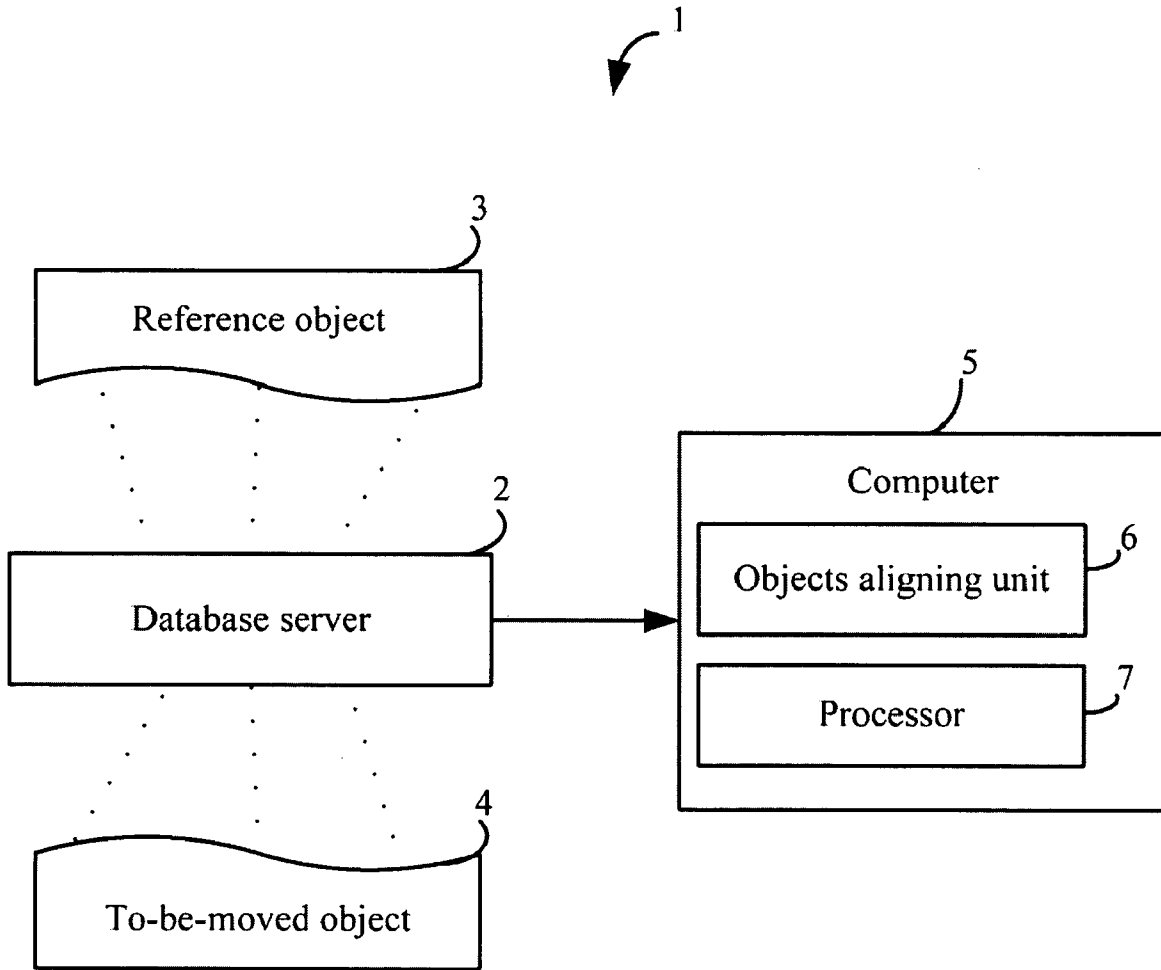 1
3
Reference object
5
Computer
2
6
Objects aligning unit
Database server
7
Processor
4
To-be-moved object